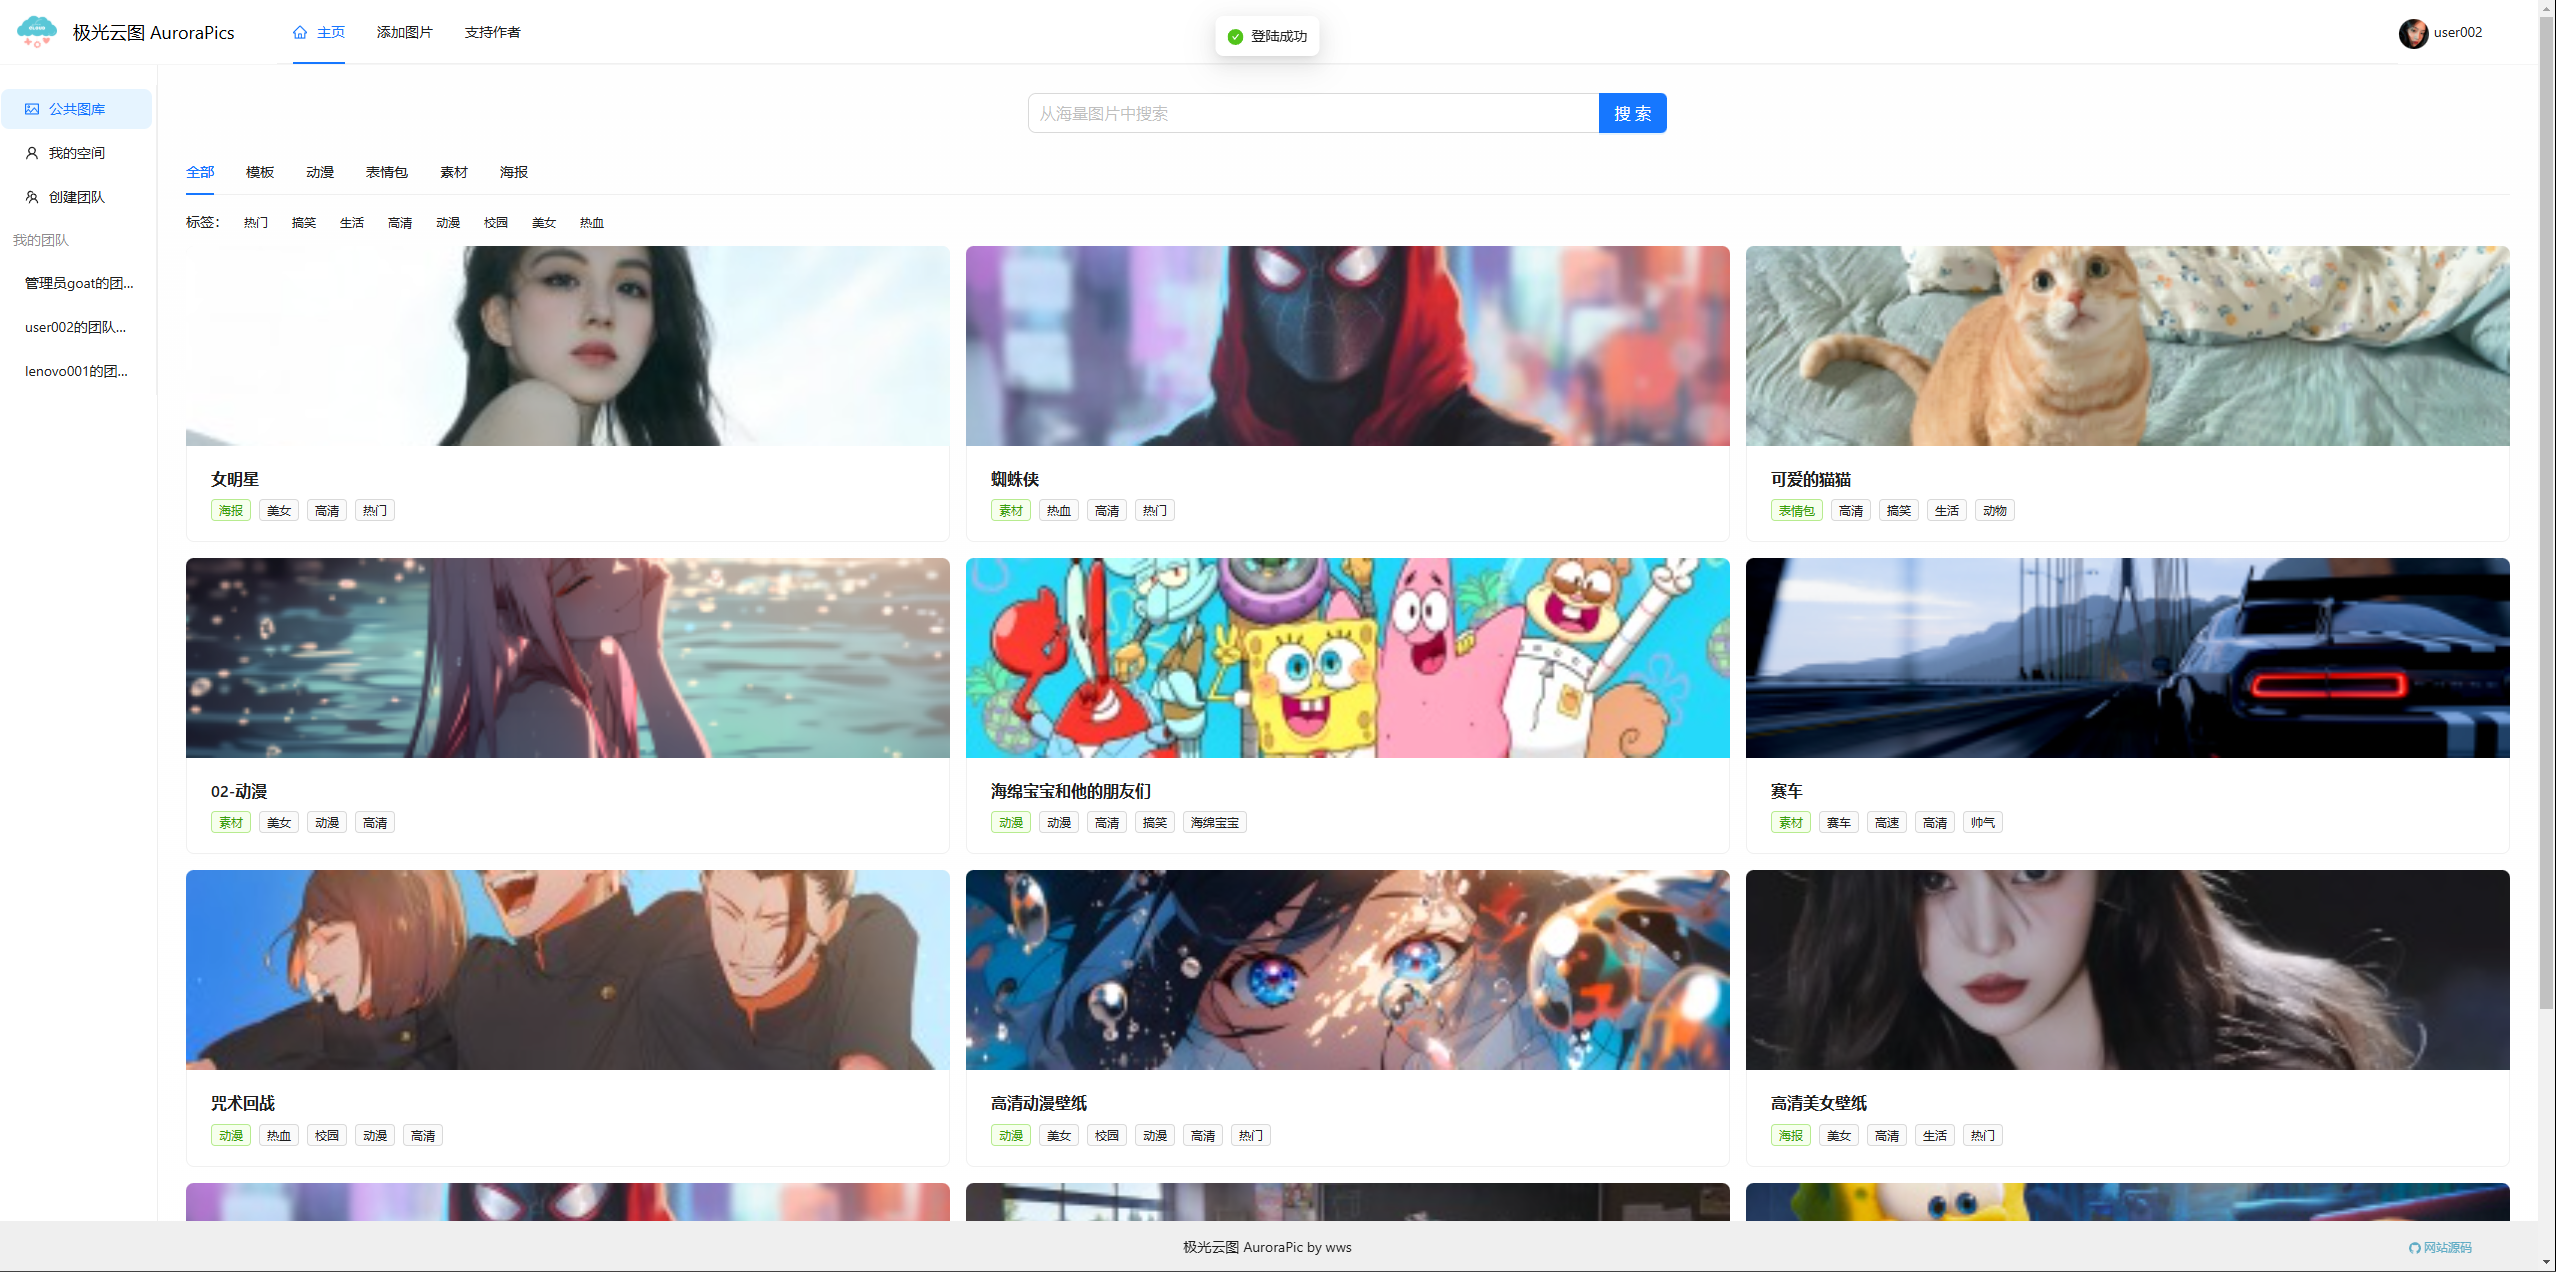 极光云图 AuroraPics
主页
添加图片
支持作者
登陆成功
user002
公共图库
我的空间
创建团队
我的团队
管理员goat的团...
user002的团队...
lenovo001的团...
从海量图片中搜索
搜 索
全部 模板 动漫 表情包 素材 海报
标签： 热门 搞笑 生活 高清 动漫 校园 美女 热血
女明星
海报 美女 高清 热门
蜘蛛侠
素材 热血 高清 热门
可爱的猫猫
表情包 高清 搞笑 生活 动物
02-动漫
素材 美女 动漫 高清
海绵宝宝和他的朋友们
动漫 动漫 高清 搞笑 海绵宝宝
赛车
素材 赛车 高速 高清 帅气
咒术回战
动漫 热血 校园 动漫 高清
高清动漫壁纸
动漫 美女 校园 动漫 高清 热门
高清美女壁纸
海报 美女 高清 生活 热门
极光云图 AuroraPic by wws
网站源码